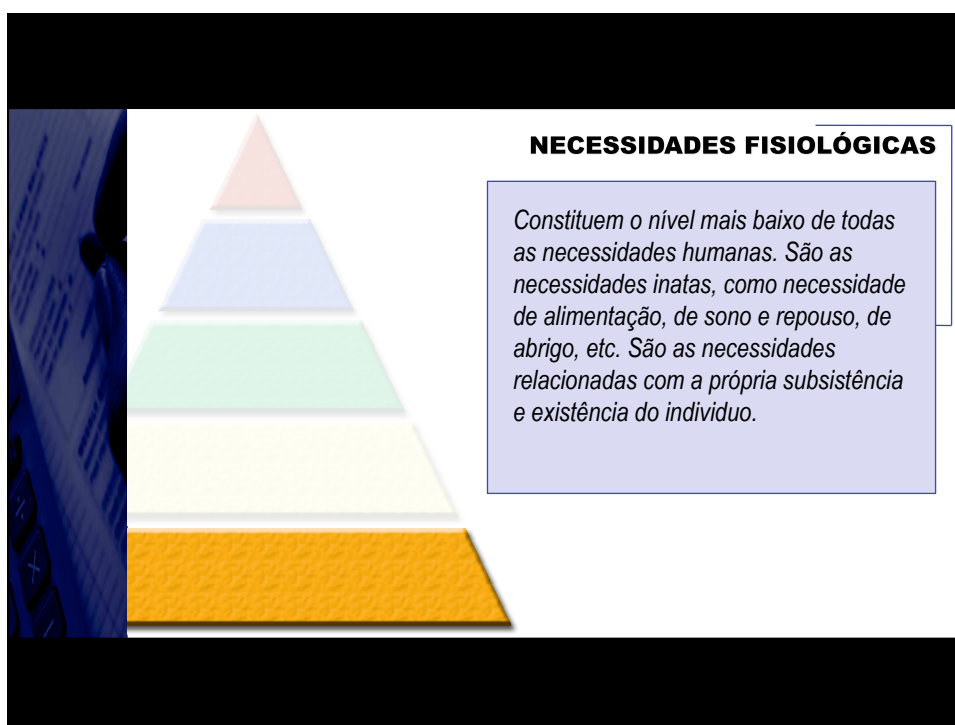 NECESSIDADES FISIOLÓGICAS
Constituem o nível mais baixo de todas
as necessidades humanas. São as
necessidades inatas, como necessidade
de alimentação, de sono e repouso, de
abrigo, etc. São as necessidades
relacionadas com a própria subsistência
e existência do individuo.